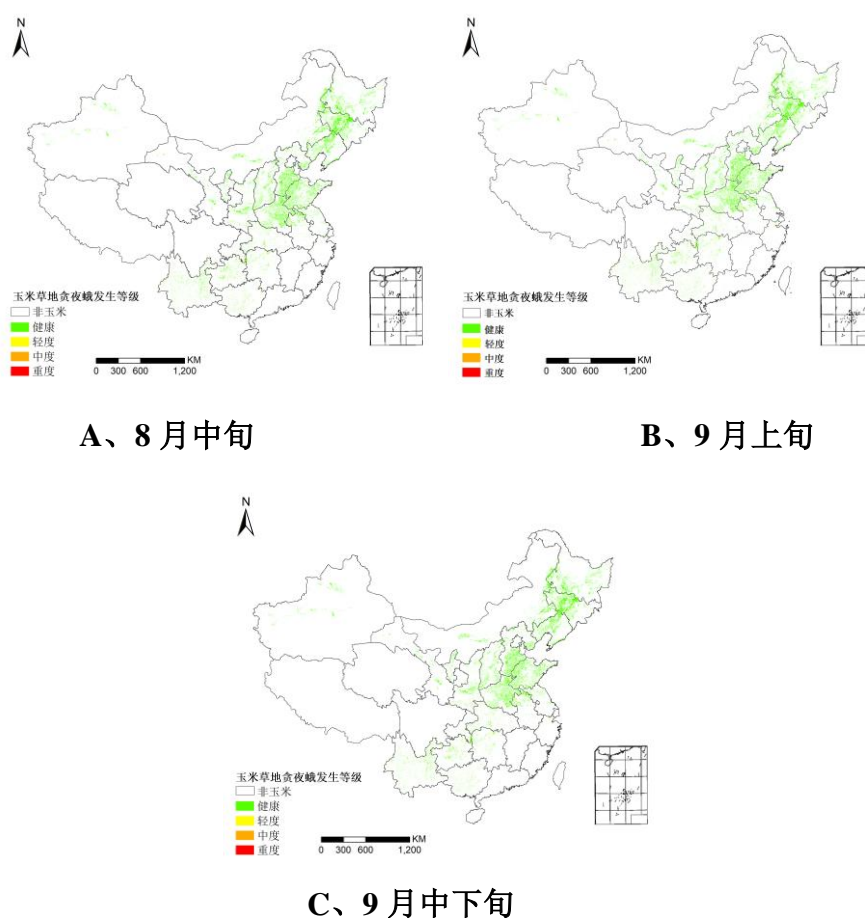 N
玉米草地贪夜蛾发生等级
非玉米
健康
轻度
中度
重度
KM
0 300 600 1,200
A、8 月中旬
N
玉米草地贪夜蛾发生等级
非玉米
健康
轻度
中度
重度
KM
0 300 600 1,200
B、9 月上旬
N
玉米草地贪夜蛾发生等级
非玉米
健康
轻度
中度
重度
KM
0 300 600 1,200
C、9 月中下旬